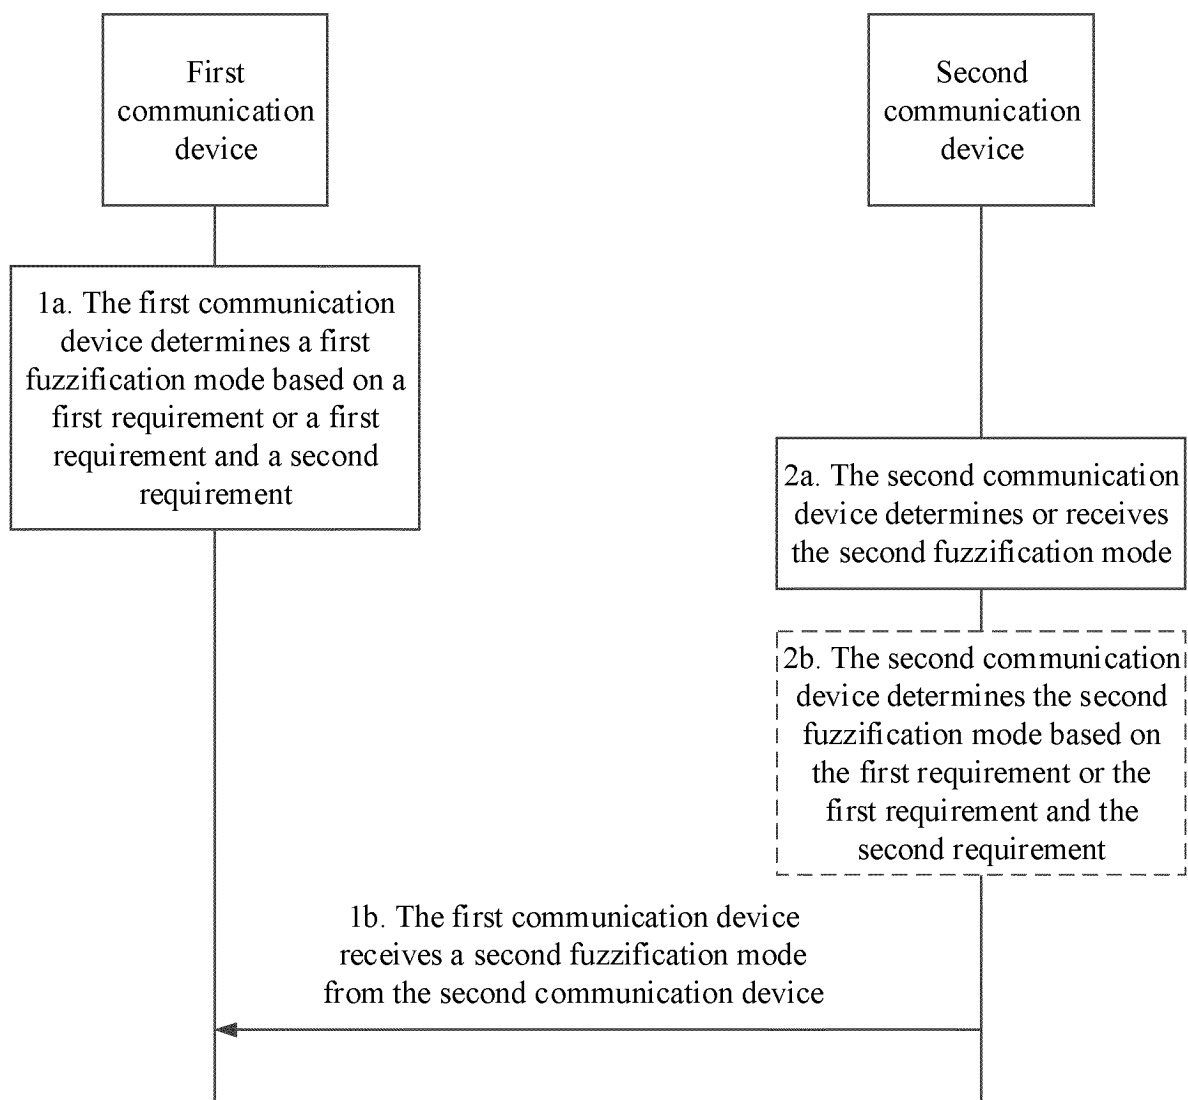 First
communication
device
Second
communication
device
1a. The first communication
device determines a first
fuzzification mode based on a
first requirement or a first
requirement and a second
requirement
2a. The second communication
device determines or receives
the second fuzzification mode
2b. The second communication
device determines the second
fuzzification mode based on
the first requirement or the
first requirement and the
second requirement
1b. The first communication device
receives a second fuzzification mode
from the second communication device